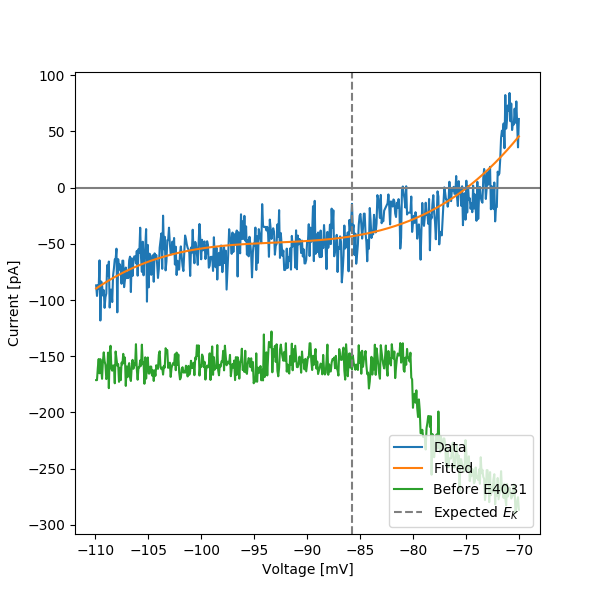 100
50
0
−50
−100
−150
−200
−250
−300
Current [pA]
Data
Fitted
Before E4031
Expected $E_K$
−110 −105 −100 −95 −90 −85 −80 −75 −70
Voltage [mV]